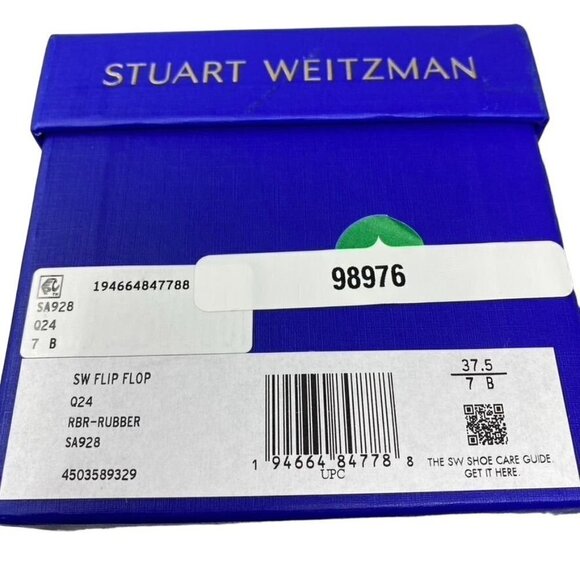 STUART WEITZMAN
194664847788
SA928
Q24
7 B
98976
SW FLIP FLOP
Q24
RBR-RUBBER
SA928
4503589329
1 94664 84778 8
UPC
37.5
7 B
THE SW SHOE CARE GUIDE.
GET IT HERE.